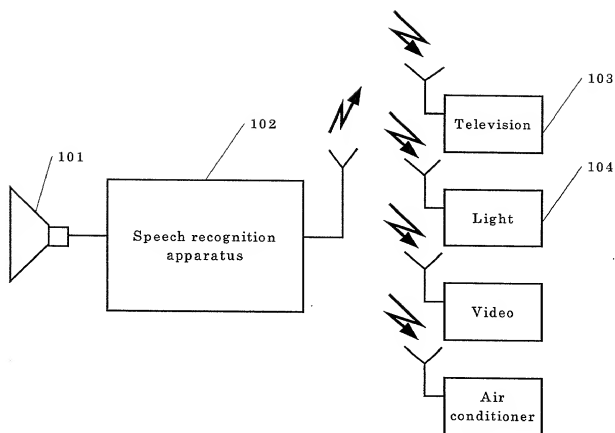 103
Television
102
101
104
Speech recognition
apparatus
Light
Video
Air
conditioner